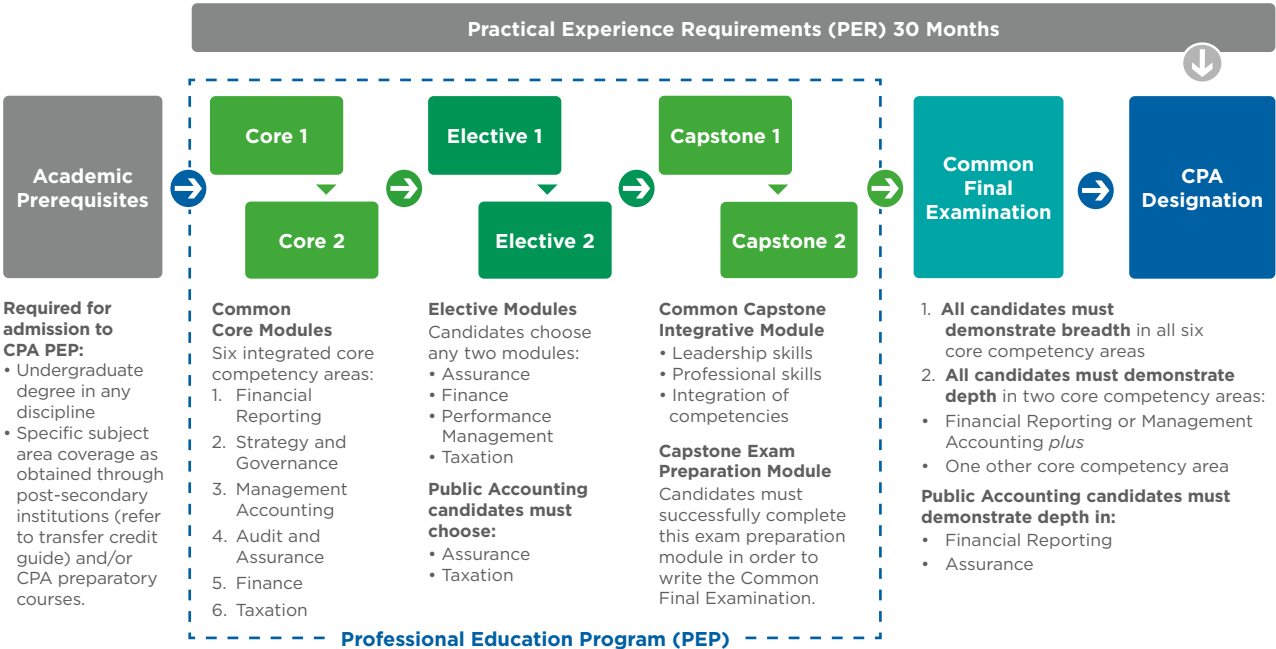 Practical Experience Requirements (PER) 30 Months
Academic
Prerequisites
Core 1
Core 2
Elective 1
Elective 2
Capstone 1
Capstone 2
Common
Final
Examination
CPA
Designation
Required for
admission to
CPA PEP:
• Undergraduate
degree in any
discipline
• Specific subject
area coverage as
obtained through
post-secondary
institutions (refer
to transfer credit
guide) and/or
CPA preparatory
courses.
Common
Core Modules
Six integrated core
competency areas:
1. Financial
Reporting
2. Strategy and
Governance
3. Management
Accounting
4. Audit and
Assurance
5. Finance
6. Taxation
Elective Modules
Candidates choose
any two modules:
• Assurance
• Finance
• Performance
Management
• Taxation
Public Accounting
candidates must
choose:
• Assurance
• Taxation
Common Capstone
Integrative Module
• Leadership skills
• Professional skills
• Integration of
competencies
Capstone Exam
Preparation Module
Candidates must
successfully complete
this exam preparation
module in order to
write the Common
Final Examination.
1. All candidates must
demonstrate breadth in all six
core competency areas
2. All candidates must demonstrate
depth in two core competency areas:
• Financial Reporting or Management
Accounting plus
• One other core competency area
Public Accounting candidates must
demonstrate depth in:
• Financial Reporting
• Assurance
Professional Education Program (PEP)